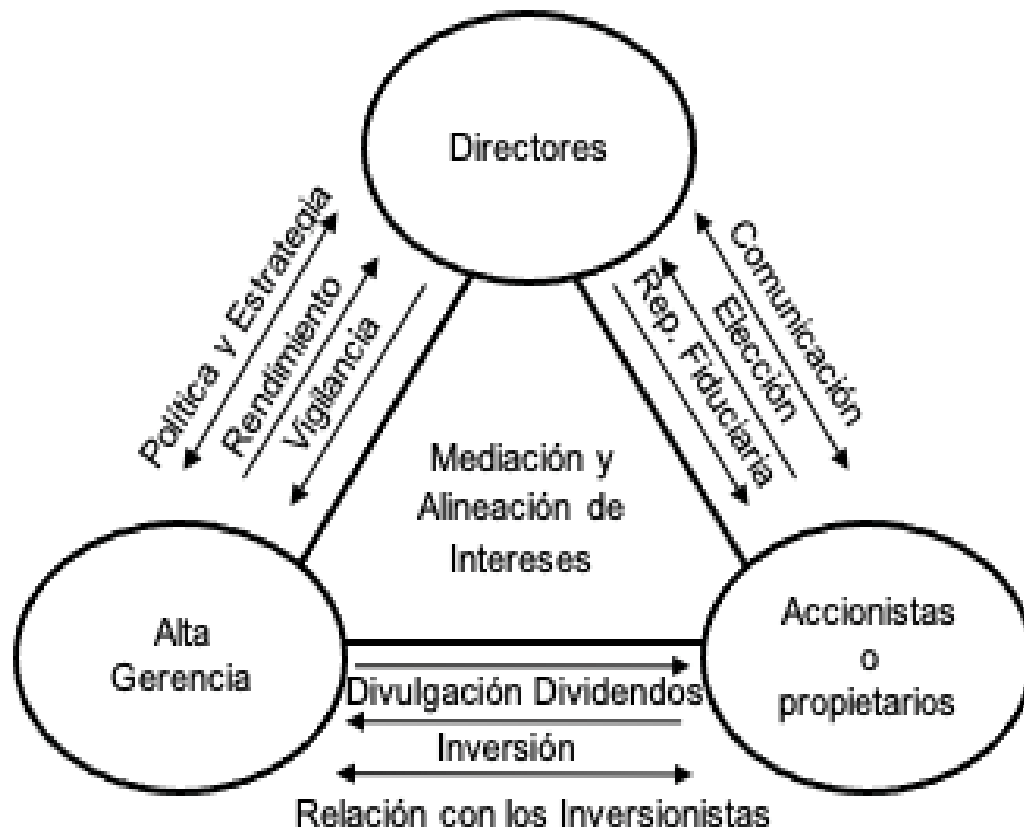 Directores
Política y Estrategia
Rendimiento
Vigilancia
Rep. Fiduciaria
Elección
Comunicación
Mediación y
Alineación de
Intereses
Alta
Gerencia
Accionistas
o
propietarios
Divulgación Dividendos
Inversión
Relación con los Inversionistas